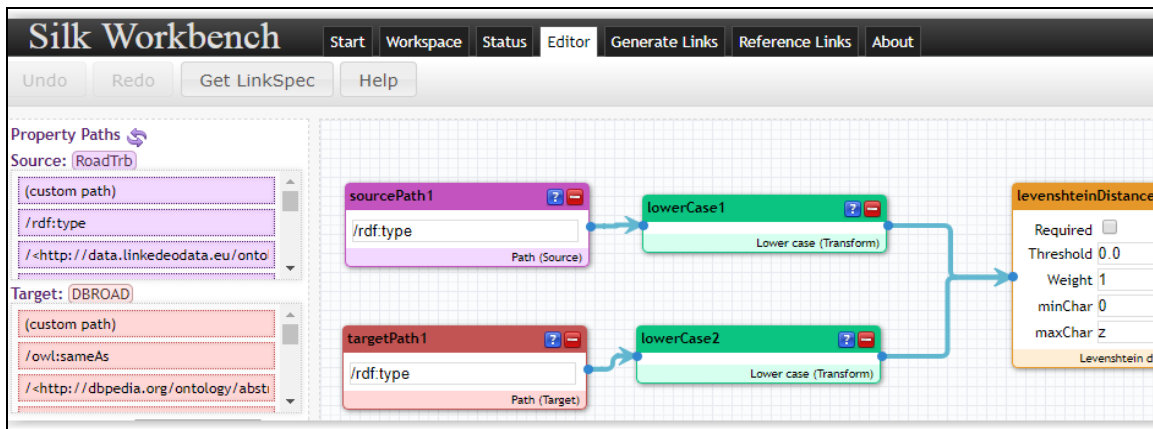 Silk Workbench
Start Workspace Status Editor Generate Links Reference Links About
Undo Redo Get LinkSpec Help
Property Paths
Source: RoadTrb
(custom path)
/rdf:type
/<http://data.linkedeodata.eu/onto
Target: DBROAD
(custom path)
/owl:sameAs
/<http://dbpedia.org/ontology/abst
sourcePath1
/rdf:type
Path (Source)
targetPath1
/rdf:type
Path (Target)
lowerCase1
Lower case (Transform)
lowerCase2
Lower case (Transform)
levenshteinDistance
Required
Threshold 0.0
Weight 1
minChar 0
maxChar z
Levenshtein d